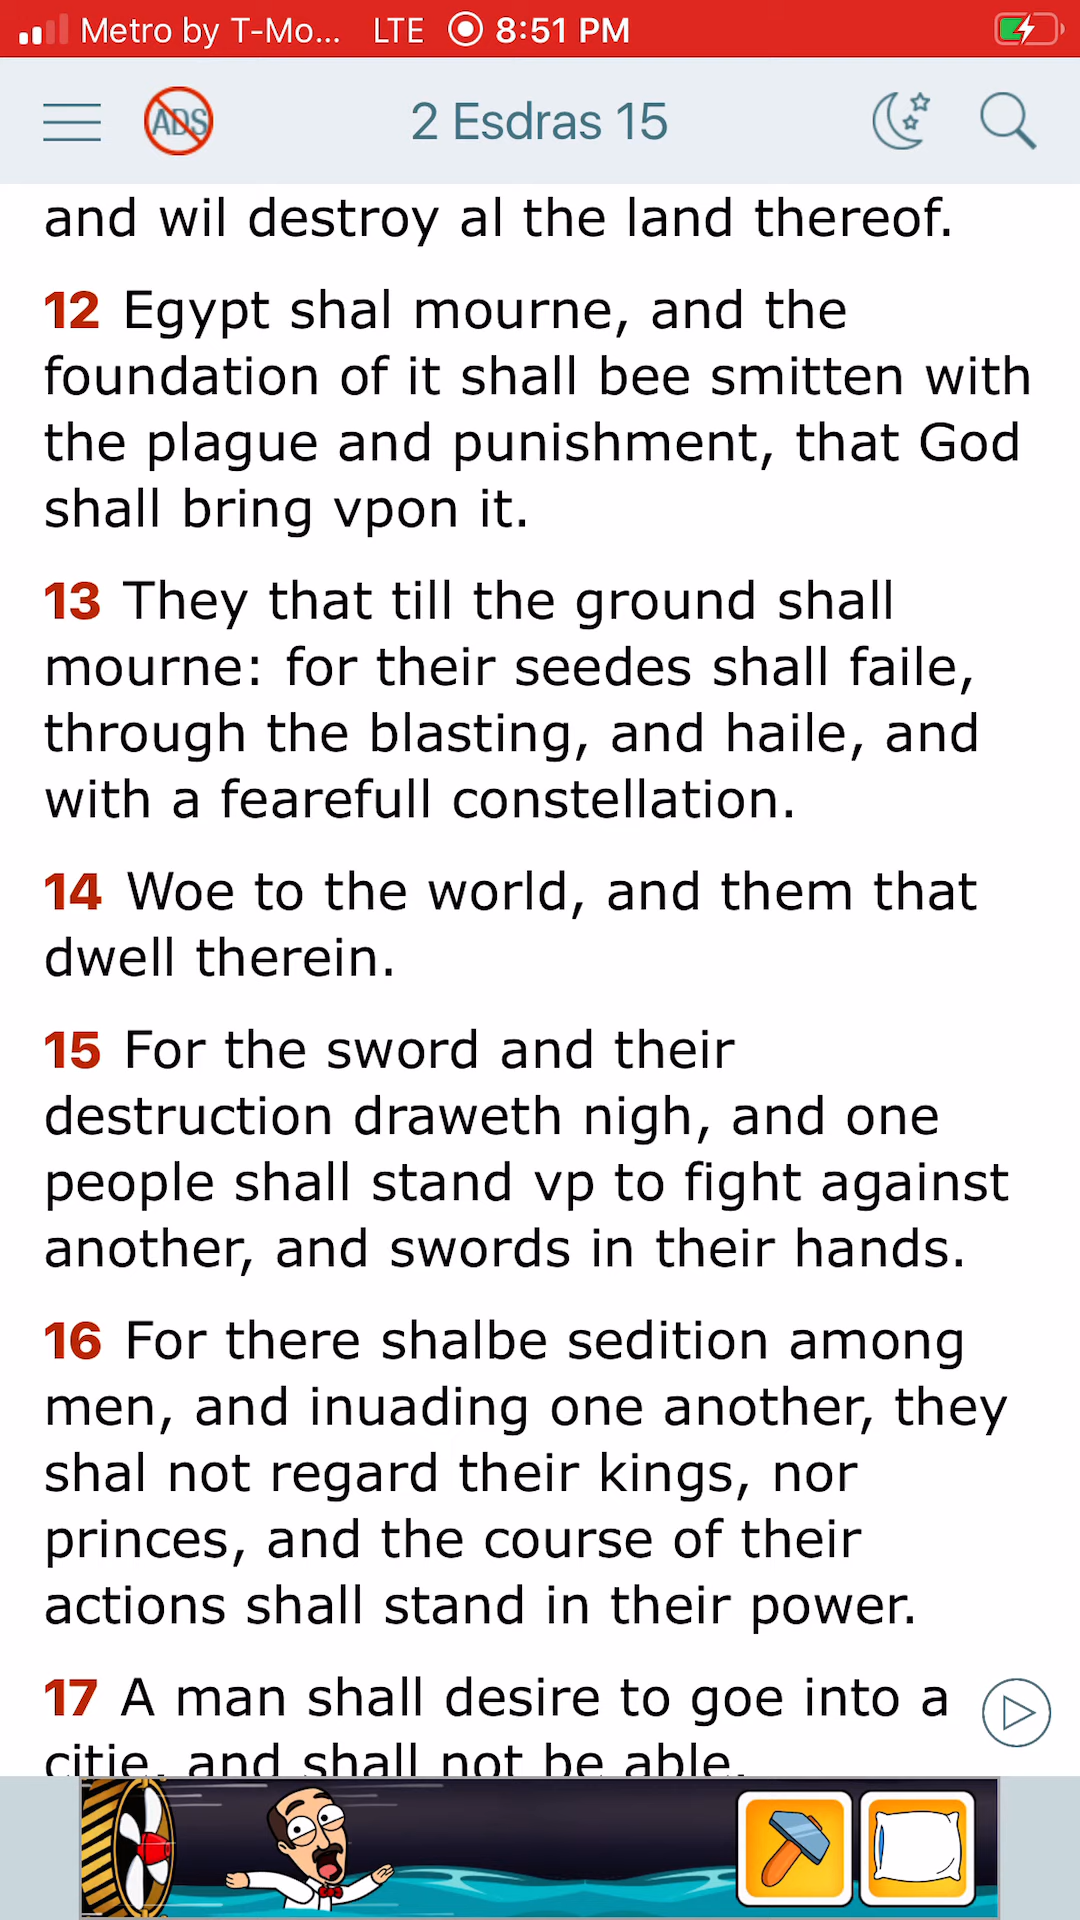 Metro by T-Mo... LTE 8:51 PM
ADS 2 Esdras 15
and wil destroy al the land thereof.
12 Egypt shal mourne, and the
foundation of it shall bee smitten with
the plague and punishment, that God
shall bring vpon it.
13 They that till the ground shall
mourne: for their seedes shall faile,
through the blasting, and haile, and
with a fearefull constellation.
14 Woe to the world, and them that
dwell therein.
15 For the sword and their
destruction draweth nigh, and one
people shall stand vp to fight against
another, and swords in their hands.
16 For there shalbe sedition among
men, and inuading one another, they
shal not regard their kings, nor
princes, and the course of their
actions shall stand in their power.
17 A man shall desire to goe into a
citie, and shall not be able.